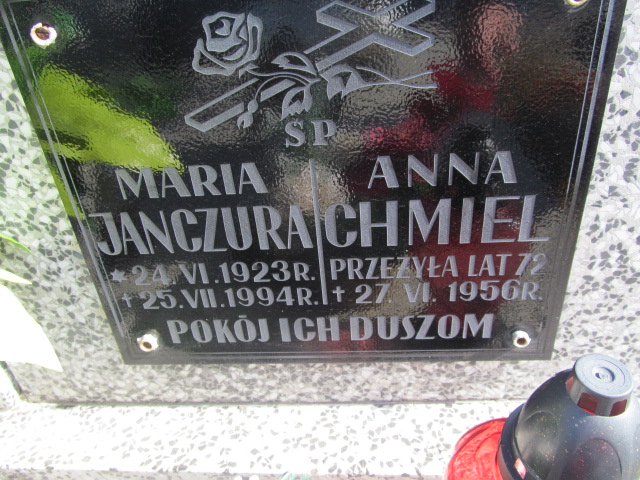 ŚP
MARIA
JANCZURA
* 24.VI.1923R.
+ 25.VII.1994R.
ANNA
CHMIEL
PRZEŻYŁA LAT 72
+ 27.VI.1956R.
POKÓJ ICH DUSZOM